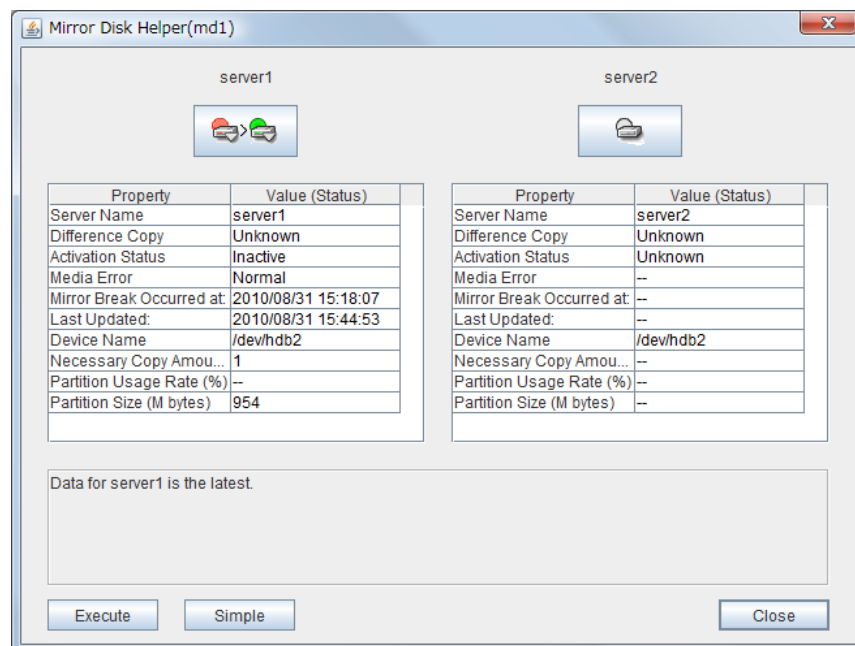 Mirror Disk Helper(md1)
server1 server2
>
Property Value (Status) Property Value (Status)
Server Name server1 Server Name server2
Difference Copy Unknown Difference Copy Unknown
Activation Status Inactive Activation Status Unknown
Media Error Normal Media Error --
Mirror Break Occurred at: 2010/08/31 15:18:07 Mirror Break Occurred at: --
Last Updated: 2010/08/31 15:44:53 Last Updated: --
Device Name /dev/hdb2 Device Name /dev/hdb2
Necessary Copy Amou... 1 Necessary Copy Amou... --
Partition Usage Rate (%) -- Partition Usage Rate (%) --
Partition Size (M bytes) 954 Partition Size (M bytes) --
Data for server1 is the latest.
Execute Simple Close